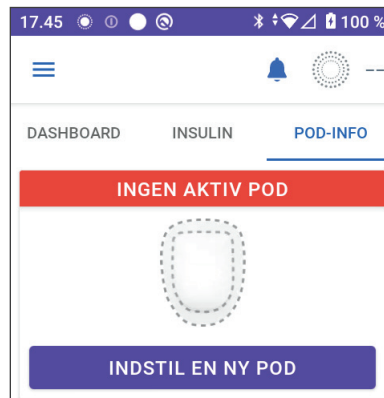 17.45 100 %
--
DASHBOARD INSULIN POD-INFO
INGEN AKTIV POD
INDSTIL EN NY POD